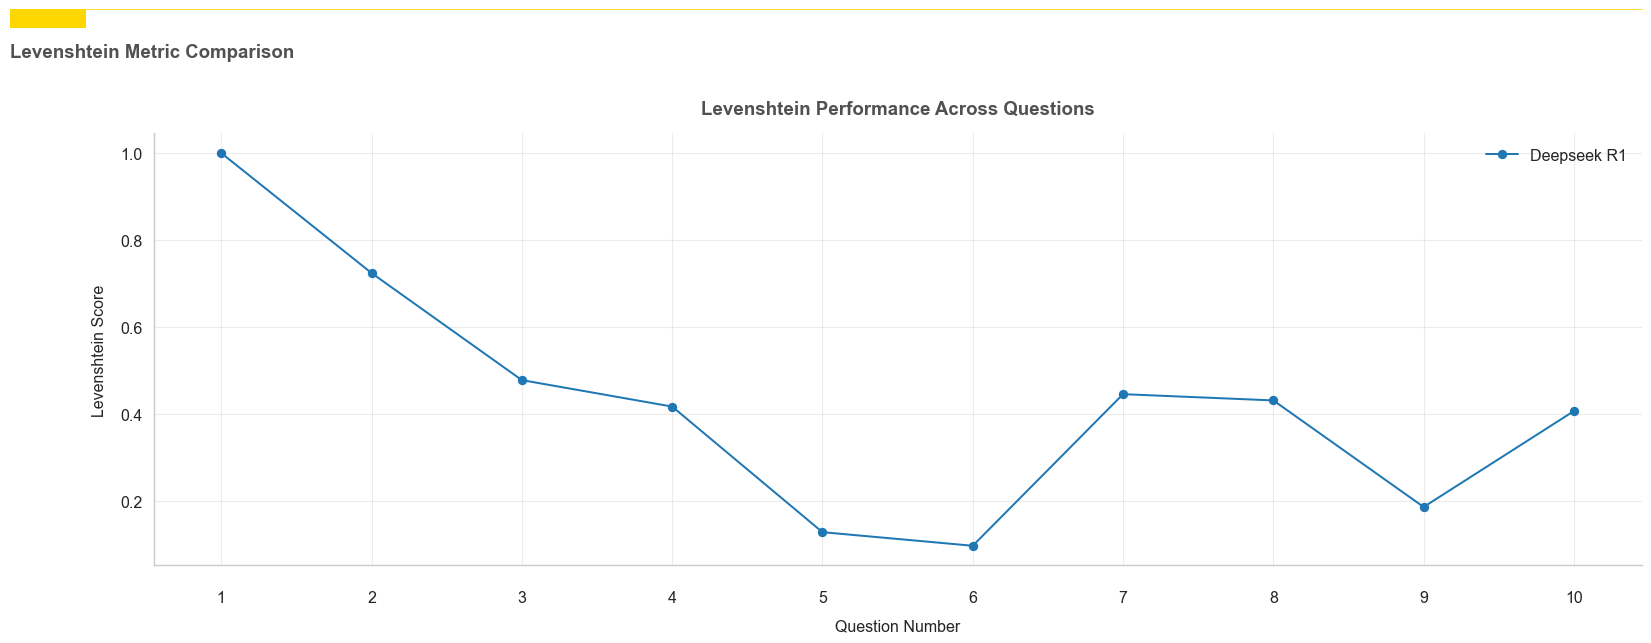 Levenshtein Metric Comparison
Levenshtein Performance Across Questions
Deepseek R1
Levenshtein Score
1.0
0.8
0.6
0.4
0.2
1 2 3 4 5 6 7 8 9 10
Question Number